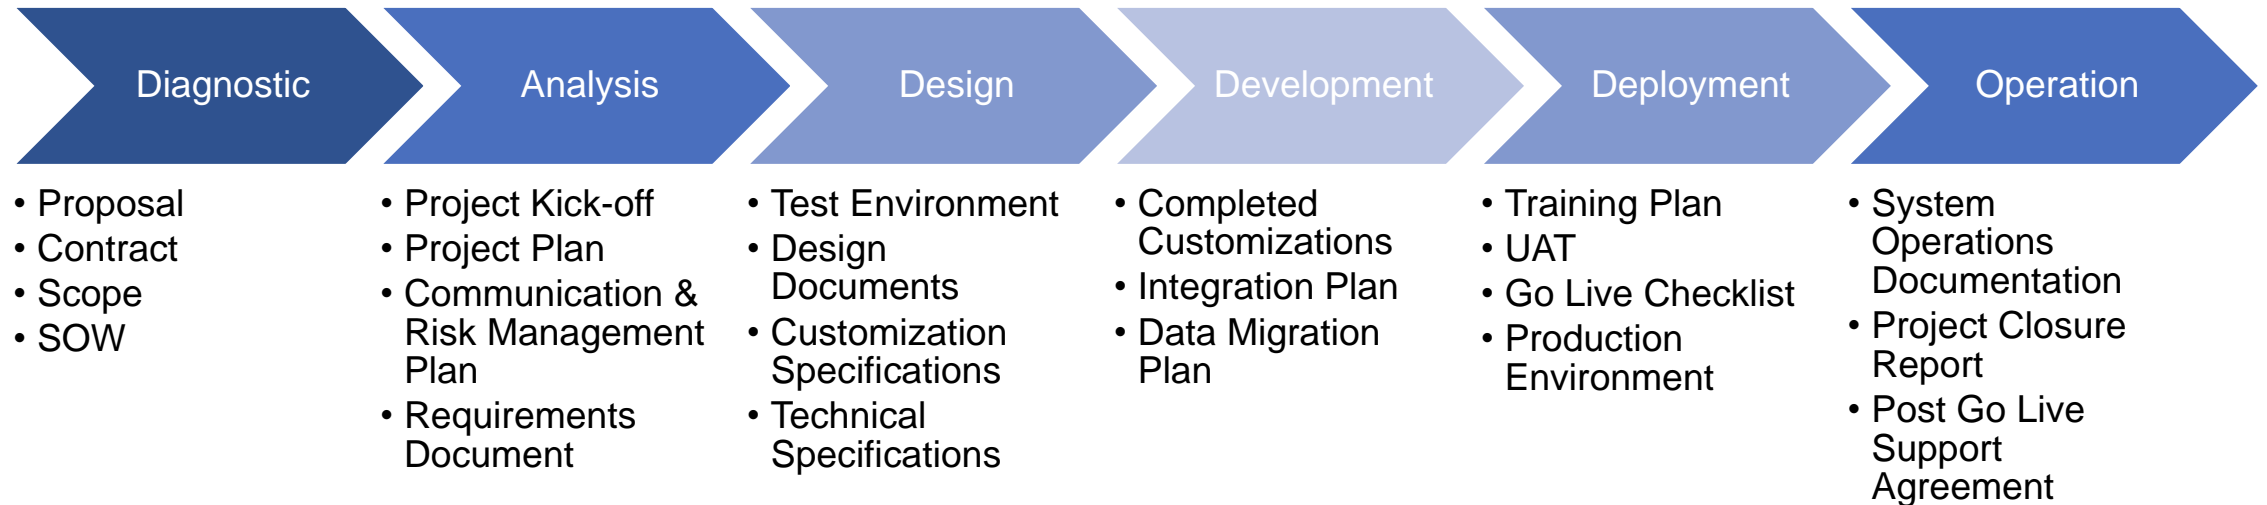 Diagnostic
• Proposal
• Contract
• Scope
• SOW
Analysis
• Project Kick-off
• Project Plan
• Communication &
Risk Management
Plan
• Requirements
Document
Design
• Test Environment
• Design
Documents
• Customization
Specifications
• Technical
Specifications
Development
• Completed
Customizations
• Integration Plan
• Data Migration
Plan
Deployment
• Training Plan
• UAT
• Go Live Checklist
• Production
Environment
Operation
• System
Operations
Documentation
• Project Closure
Report
• Post Go Live
Support
Agreement